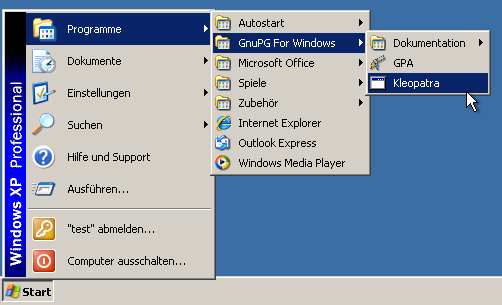 Windows XP Professional
Programme
Dokumente
Einstellungen
Suchen
Hilfe und Support
Ausführen...
"test" abmelden...
Computer ausschalten...
Start
Autostart
GnuPG For Windows
Microsoft Office
Spiele
Zubehör
Internet Explorer
Outlook Express
Windows Media Player
Dokumentation
GPA
Kleopatra